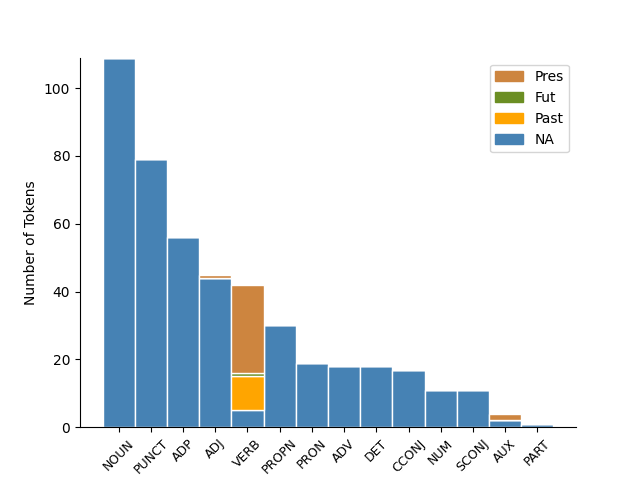 Pres
Fut
Past
NA
Number of Tokens
100
80
60
40
20
0
NOUN
PUNCT
ADP
ADJ
VERB
PROPN
PRON
ADV
DET
CCONJ
NUM
SCONJ
AUX
PART